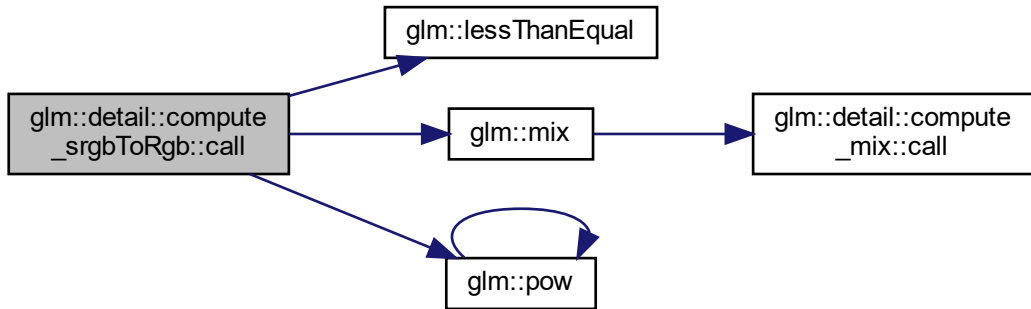 glm::lessThanEqual
glm::detail::compute
_srgbToRgb::call
glm::mix
glm::detail::compute
_mix::call
glm::pow